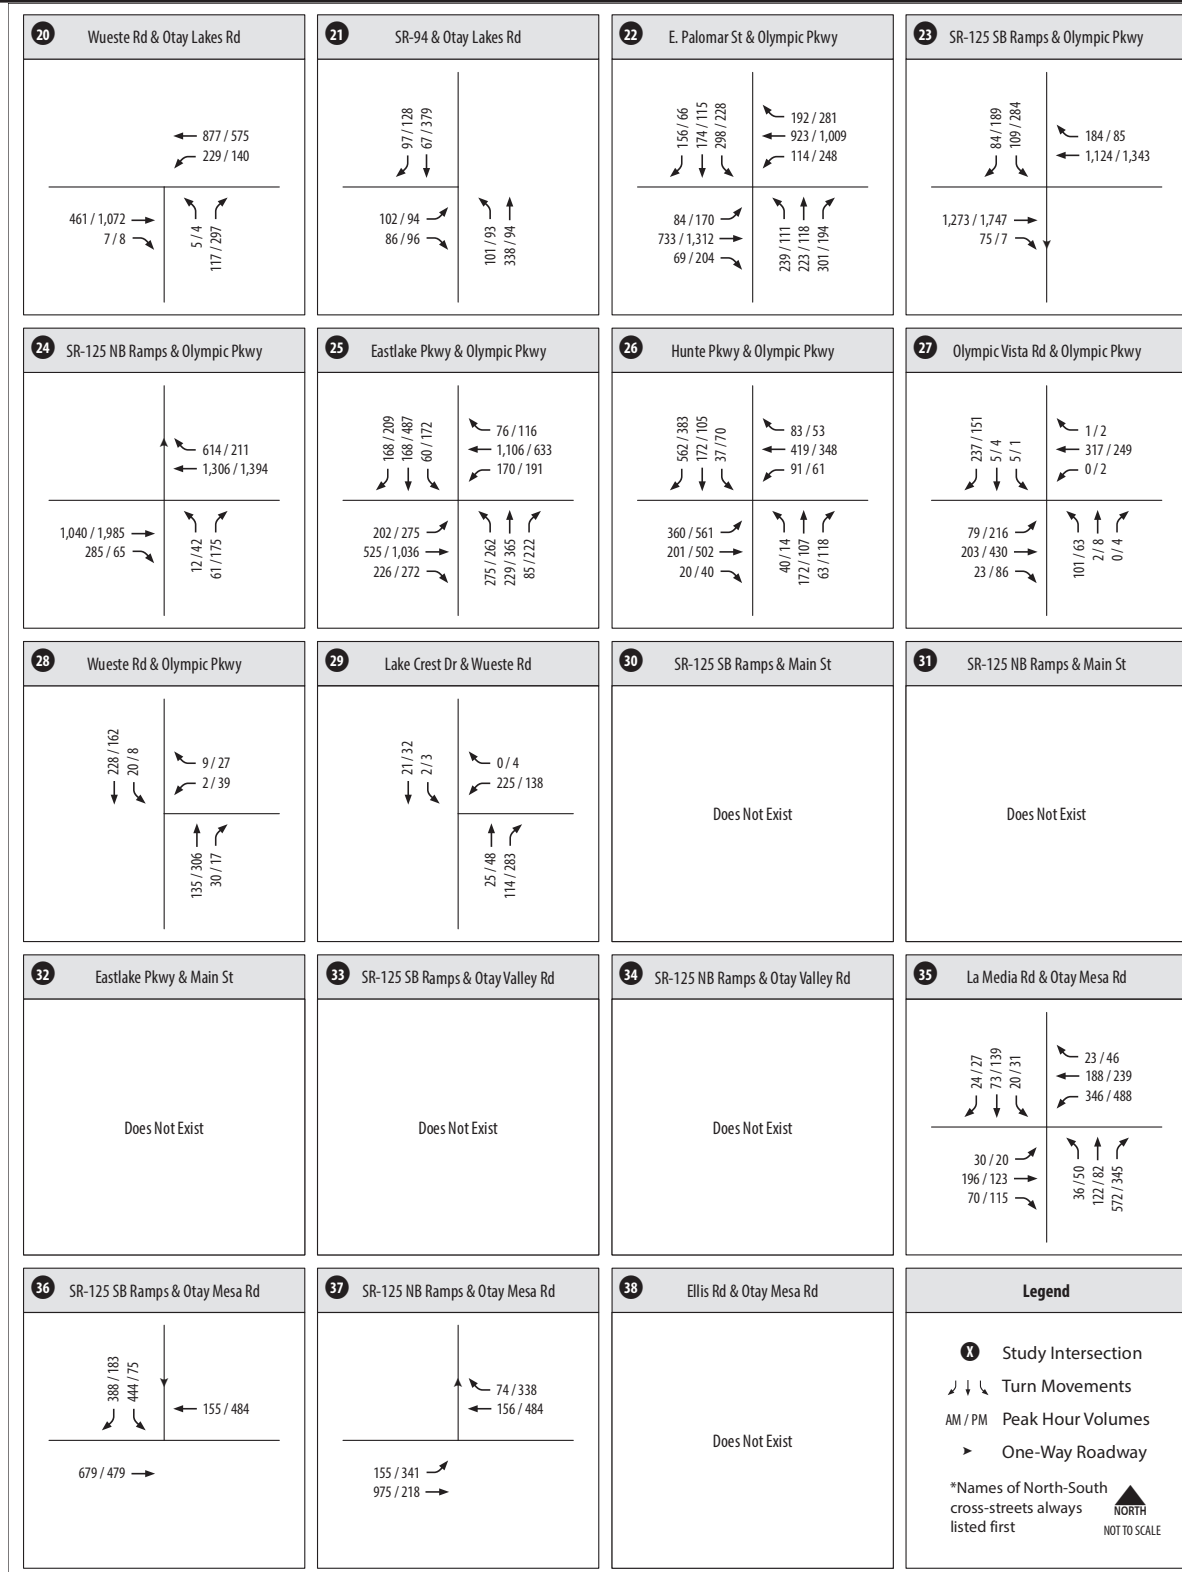 20 Wueste Rd & Otay Lakes Rd
877 / 575
229 / 140
461 / 1,072
7 / 8
5 / 4
117 / 297
21 SR-94 & Otay Lakes Rd
97 / 128
67 / 379
102 / 94
86 / 96
101 / 93
338 / 94
22 E. Palomar St & Olympic Pkwy
156 / 66
174 / 115
298 / 228
192 / 281
923 / 1,009
114 / 248
84 / 170
733 / 1,312
69 / 204
239 / 111
223 / 118
301 / 194
23 SR-125 SB Ramps & Olympic Pkwy
84 / 189
109 / 284
184 / 85
1,124 / 1,343
1,273 / 1,747
75 / 7
24 SR-125 NB Ramps & Olympic Pkwy
614 / 211
1,306 / 1,394
1,040 / 1,985
285 / 65
12 / 42
61 / 175
25 Eastlake Pkwy & Olympic Pkwy
168 / 209
168 / 487
60 / 172
76 / 116
1,106 / 633
170 / 191
202 / 275
525 / 1,036
226 / 272
275 / 262
229 / 365
85 / 222
26 Hunte Pkwy & Olympic Pkwy
562 / 383
172 / 105
37 / 70
83 / 53
419 / 348
91 / 61
360 / 561
201 / 502
20 / 40
40 / 14
172 / 107
63 / 118
27 Olympic Vista Rd & Olympic Pkwy
237 / 151
5 / 4
5 / 1
1 / 2
317 / 249
0 / 2
79 / 216
203 / 430
23 / 86
101 / 63
2 / 8
0 / 4
28 Wueste Rd & Olympic Pkwy
228 / 162
20 / 8
9 / 27
2 / 39
135 / 306
30 / 17
29 Lake Crest Dr & Wueste Rd
21 / 32
2 / 3
0 / 4
225 / 138
25 / 48
114 / 283
30 SR-125 SB Ramps & Main St
Does Not Exist
31 SR-125 NB Ramps & Main St
Does Not Exist
32 Eastlake Pkwy & Main St
Does Not Exist
33 SR-125 SB Ramps & Otay Valley Rd
Does Not Exist
34 SR-125 NB Ramps & Otay Valley Rd
Does Not Exist
35 La Media Rd & Otay Mesa Rd
24 / 27
73 / 139
20 / 31
23 / 46
188 / 239
346 / 488
30 / 20
196 / 123
70 / 115
36 / 50
122 / 82
572 / 345
36 SR-125 SB Ramps & Otay Mesa Rd
388 / 183
444 / 75
155 / 484
679 / 479
37 SR-125 NB Ramps & Otay Mesa Rd
74 / 338
156 / 484
155 / 341
975 / 218
38 Ellis Rd & Otay Mesa Rd
Does Not Exist
Legend
X Study Intersection
Turn Movements
AM / PM Peak Hour Volumes
One-Way Roadway
*Names of North-South
cross-streets always
listed first
NORTH
NOT TO SCALE